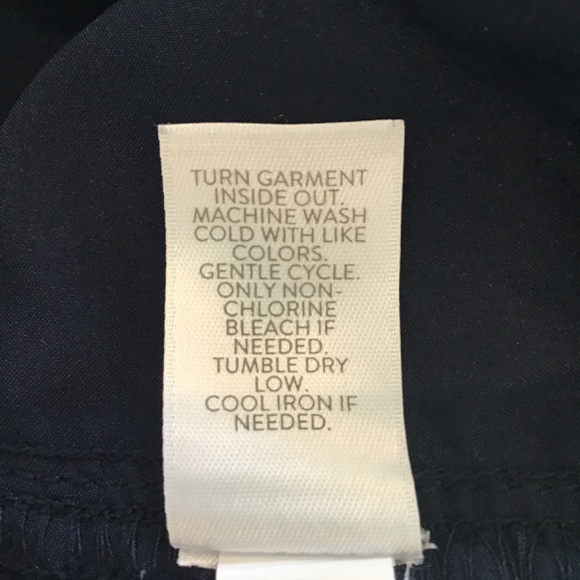 TURN GARMENT
INSIDE OUT.
MACHINE WASH
COLD WITH LIKE
COLORS.
GENTLE CYCLE.
ONLY NON-
CHLORINE
BLEACH IF
NEEDED.
TUMBLE DRY
LOW.
COOL IRON IF
NEEDED.